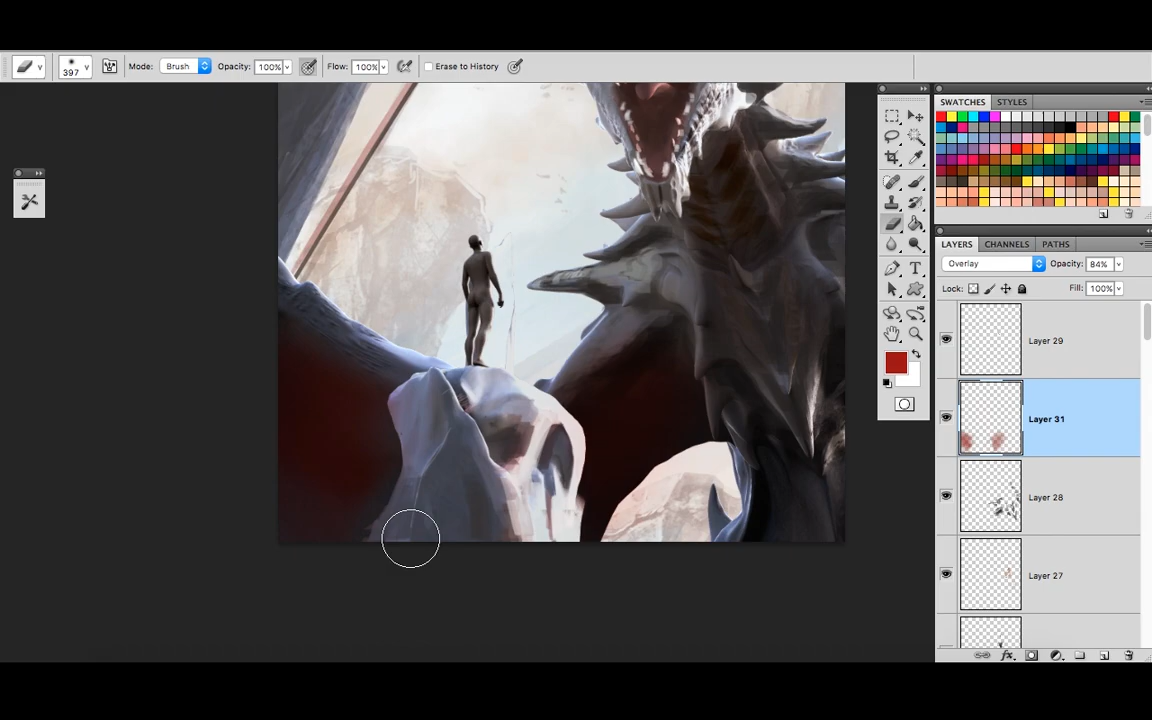 Mode: Brush Opacity: 100% Flow: 100% Erase to History
397
SWATCHES STYLES
LAYERS CHANNELS PATHS
Overlay Opacity: 84%
Lock: Fill: 100%
Layer 29
Layer 31
Layer 28
Layer 27
T
fx